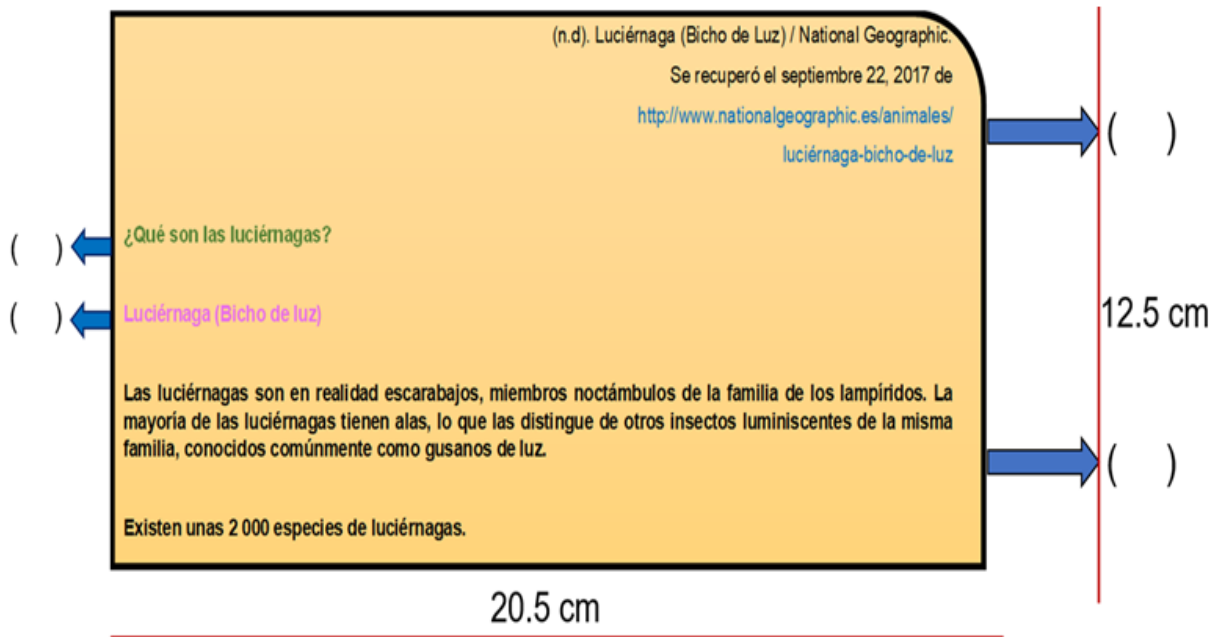 (n.d). Luciérnaga (Bicho de Luz) / National Geographic.
Se recuperó el septiembre 22, 2017 de
http://www.nationalgeographic.es/animales/
luciérnaga-bicho-de-luz
( )
( ) ¿Qué son las luciérnagas?
( ) Luciérnaga (Bicho de luz)
12.5 cm
Las luciérnagas son en realidad escarabajos, miembros noctámbulos de la familia de los lampíridos. La
mayoría de las luciérnagas tienen alas, lo que las distingue de otros insectos luminiscentes de la misma
familia, conocidos comúnmente como gusanos de luz.
( )
Existen unas 2 000 especies de luciérnagas.
20.5 cm